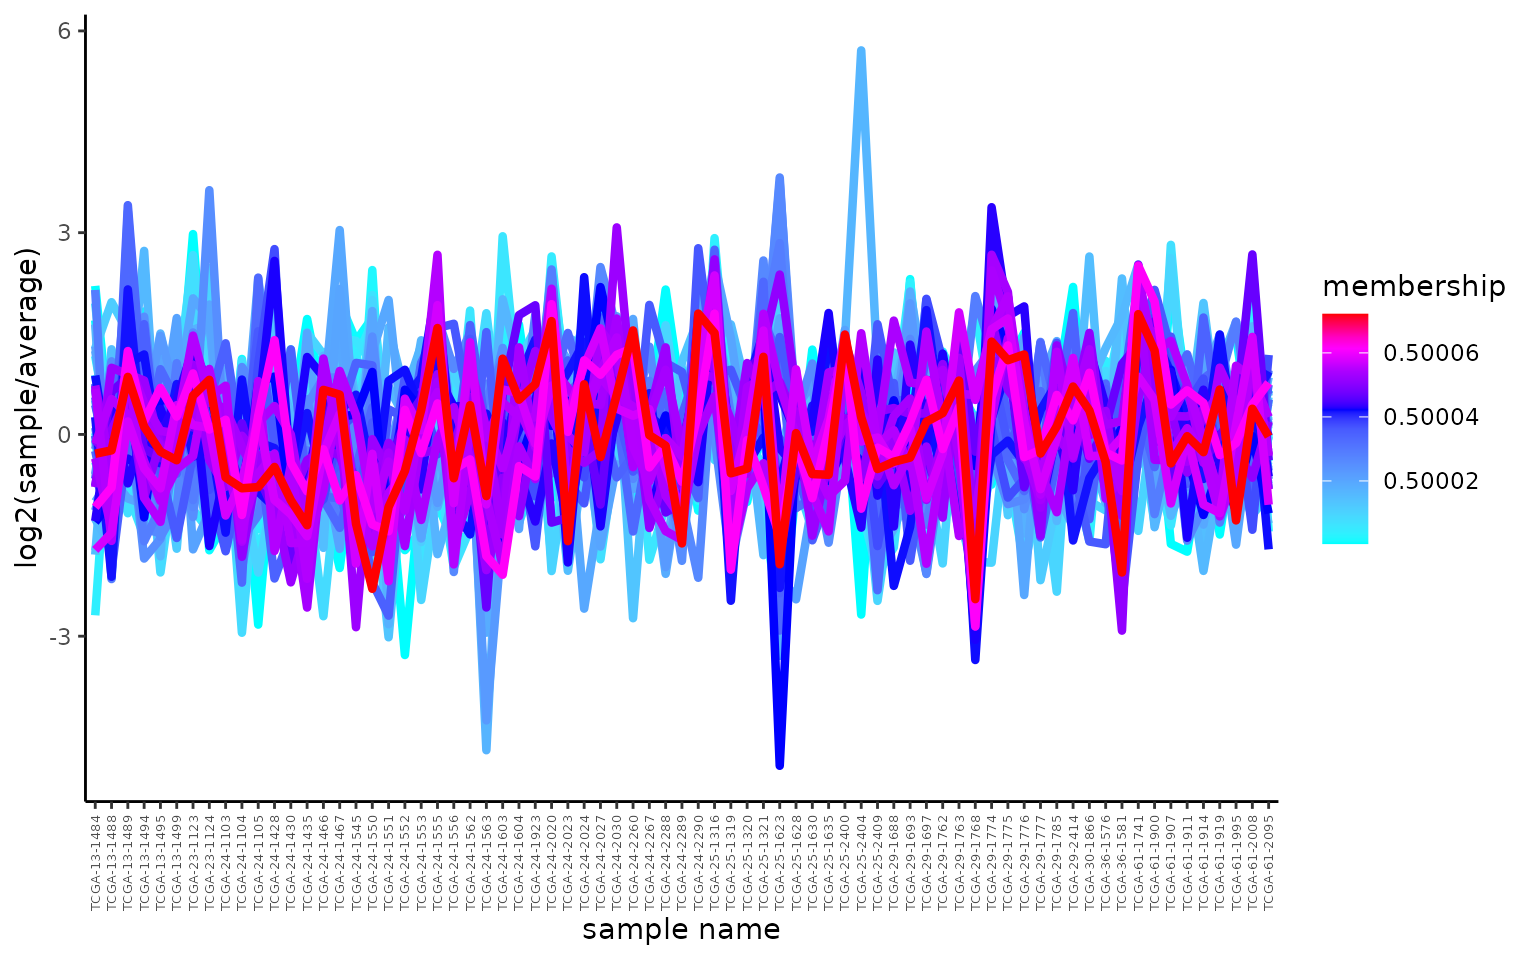 log2(sample/average)
6
3
0
-3
TCGA-13-1484
TCGA-13-1488
TCGA-13-1489
TCGA-13-1494
TCGA-13-1495
TCGA-13-1499
TCGA-23-1123
TCGA-23-1124
TCGA-24-1103
TCGA-24-1104
TCGA-24-1105
TCGA-24-1428
TCGA-24-1430
TCGA-24-1435
TCGA-24-1466
TCGA-24-1467
TCGA-24-1545
TCGA-24-1550
TCGA-24-1551
TCGA-24-1552
TCGA-24-1553
TCGA-24-1555
TCGA-24-1556
TCGA-24-1562
TCGA-24-1563
TCGA-24-1603
TCGA-24-1604
TCGA-24-1923
TCGA-24-2020
TCGA-24-2023
TCGA-24-2024
TCGA-24-2027
TCGA-24-2030
TCGA-24-2260
TCGA-24-2267
TCGA-24-2288
TCGA-24-2289
TCGA-24-2290
TCGA-25-1316
TCGA-25-1319
TCGA-25-1320
TCGA-25-1321
TCGA-25-1623
TCGA-25-1628
TCGA-25-1630
TCGA-25-1635
TCGA-25-2400
TCGA-25-2404
TCGA-25-2409
TCGA-29-1688
TCGA-29-1693
TCGA-29-1697
TCGA-29-1762
TCGA-29-1763
TCGA-29-1768
TCGA-29-1774
TCGA-29-1775
TCGA-29-1776
TCGA-29-1777
TCGA-29-1785
TCGA-29-2414
TCGA-30-1866
TCGA-36-1576
TCGA-36-1581
TCGA-61-1741
TCGA-61-1900
TCGA-61-1907
TCGA-61-1911
TCGA-61-1914
TCGA-61-1919
TCGA-61-1995
TCGA-61-2008
TCGA-61-2095
sample name
membership
0.50006
0.50004
0.50002